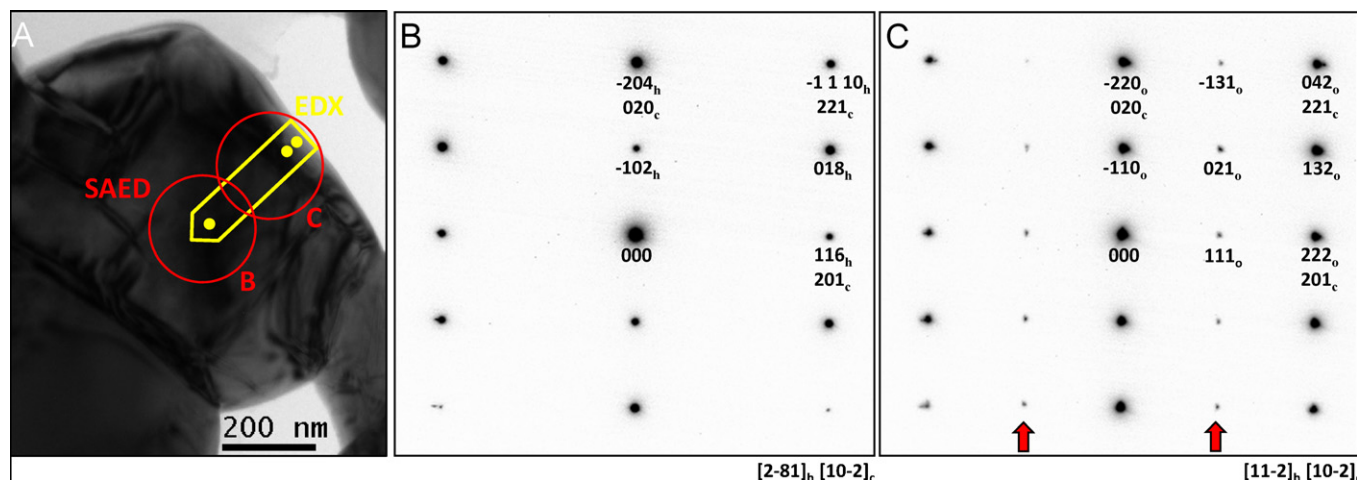 A
EDX
SAED
C
B
200 nm
B
-204h
020c
-1 1 10h
221c
-102h
018h
000
116h
201c
[2-81]h [10-2]c
C
-220o
020c
-131o
042o
221c
-110o
021o
132o
000
111o
222o
201c
[11-2]h [10-2]